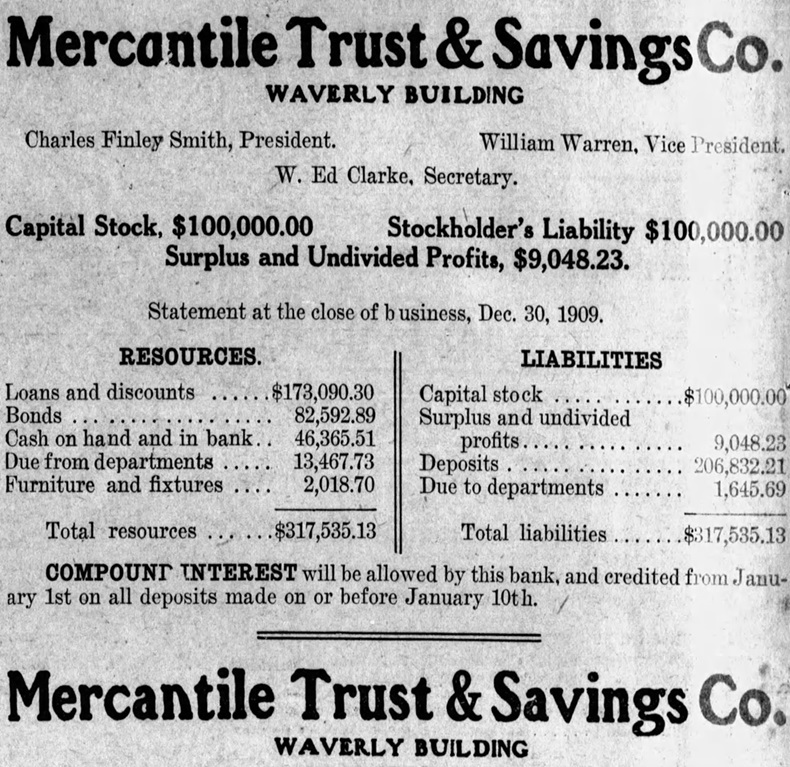 Mercantile Trust & Savings Co.
WAVERLY BUILDING
Charles Finley Smith, President. William Warren, Vice President.
W. Ed Clarke, Secretary.
Capital Stock, $100,000.00 Stockholder's Liability $100,000.00
Surplus and Undivided Profits, $9,048.23.
Statement at the close of business, Dec. 30, 1909.
RESOURCES.
Loans and discounts ......$173,090.30
Bonds ................. 82,592.89
Cash on hand and in bank.. 46,365.51
Due from departments ..... 13,467.73
Furniture and fixtures .... 2,018.70
Total resources ... ...$317,535.13
LIABILITIES
Capital stock ............$100,000.00
Surplus and undivided
profits............... 9,048.23
Deposits ................ 206,832.21
Due to departments ....... 1,645.69
Total liabilities .......$317,535.13
COMPOUND INTEREST will be allowed by this bank, and credited from Janu-
ary 1st on all deposits made on or before January 10th.
Mercantile Trust & Savings Co.
WAVERLY BUILDING